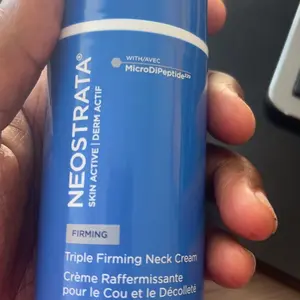 WITH/AVEC
MicroDiPeptide229
NEOSTRATA®
SKIN ACTIVE | DERM ACTIF
FIRMING
Triple Firming Neck Cream
Crème Raffermissante
pour le Cou et le Décolleté